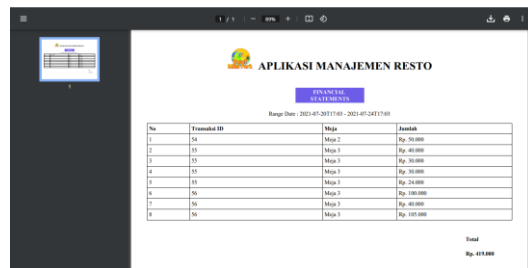 1 / 1 | − 80% +
1
APLIKASI MANAJEMEN RESTO
FINANCIAL
STATEMENTS
Range Date : 2021-07-20T17:03 - 2021-07-24T17:03
No Transaksi ID Meja Jumlah
1 54 Meja 2 Rp. 50.000
2 55 Meja 3 Rp. 40.000
3 55 Meja 3 Rp. 30.000
4 55 Meja 3 Rp. 30.000
5 55 Meja 3 Rp. 24.000
6 56 Meja 3 Rp. 100.000
7 56 Meja 3 Rp. 40.000
8 56 Meja 3 Rp. 105.000
Total
Rp. 419.000